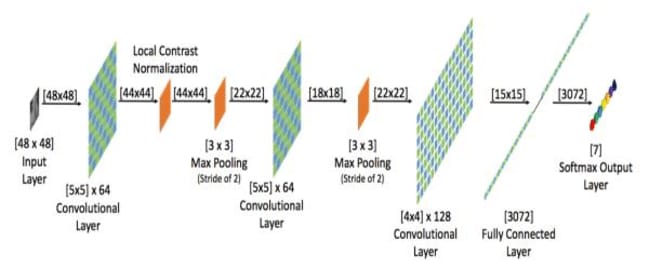 Local Contrast
Normalization
[48x48]
[44x44]
[44x44]
[22x22]
[18x18]
[22x22]
[15x15]
[3072]
[48 x 48]
Input
Layer
[5x5] x 64
Convolutional
Layer
[3 x 3]
Max Pooling
(Stride of 2)
[5x5] x 64
Convolutional
Layer
[3 x 3]
Max Pooling
(Stride of 2)
[4x4] x 128
Convolutional
Layer
[3072]
Fully Connected
Layer
[7]
Softmax Output
Layer